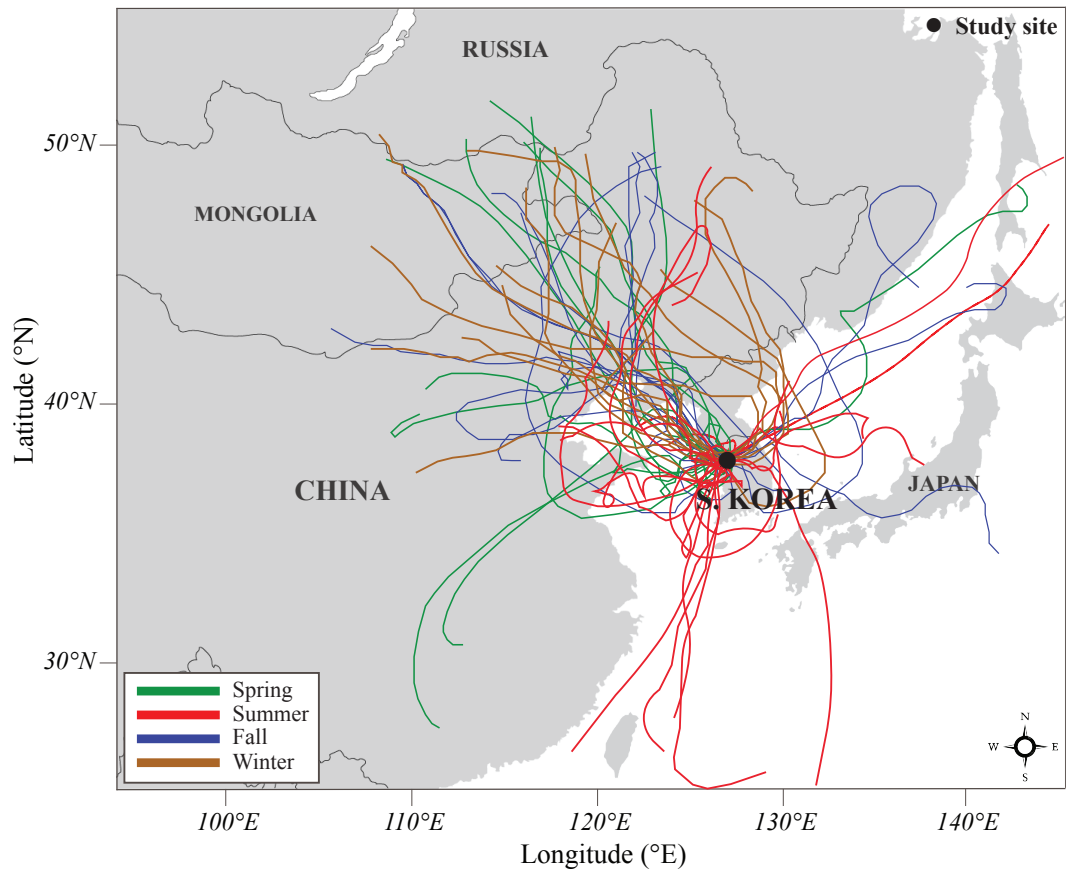 Study site
RUSSIA
50°N
MONGOLIA
40°N
Latitude (°N)
CHINA
S. KOREA
JAPAN
30°N
Spring
Summer
Fall
Winter
N
W
E
S
100°E
110°E
120°E
130°E
140°E
Longitude (°E)